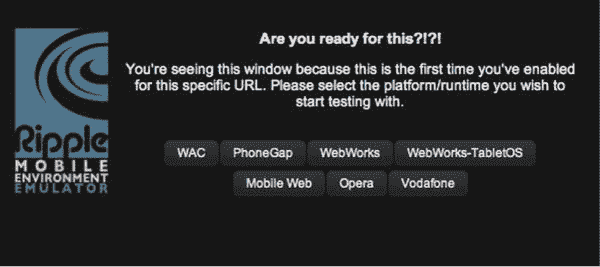 Are you ready for this?!?!
You're seeing this window because this is the first time you've enabled
for this specific URL. Please select the platform/runtime you wish to
start testing with.
Ripple
MOBILE
ENVIRONMENT
EMULATOR
WAC PhoneGap WebWorks WebWorks-TabletOS
Mobile Web Opera Vodafone